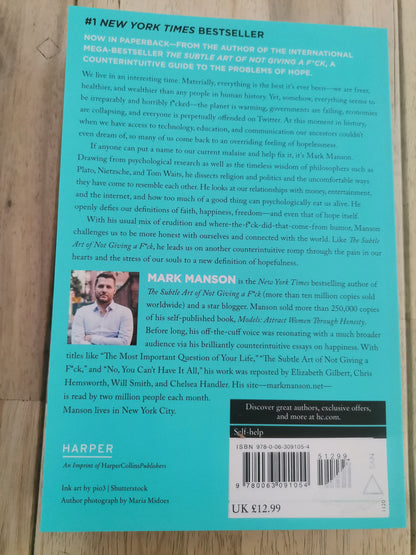 #1 NEW YORK TIMES BESTSELLER
NOW IN PAPERBACK—FROM THE AUTHOR OF THE INTERNATIONAL
MEGA-BESTSELLER THE SUBTLE ART OF NOT GIVING A F*CK, A
COUNTERINTUITIVE GUIDE TO THE PROBLEMS OF HOPE.
We live in an interesting time. Materially, everything is the best it's ever been—we are freer,
healthier, and wealthier than any people in human history. Yet, somehow, everything seems to
be irreparably and horribly f*cked—the planet is warming, governments are failing, economies
are collapsing, and everyone is perpetually offended on Twitter. At this moment in history,
when we have access to technology, education, and communication our ancestors couldn't
even dream of, so many of us come back to an overriding feeling of hopelessness.
If anyone can put a name to our current malaise and help fix it, it's Mark Manson.
Drawing from psychological research as well as the timeless wisdom of philosophers such as
Plato, Nietzsche, and Tom Waits, he dissects religion and politics and the uncomfortable ways
they have come to resemble each other. He looks at our relationships with money, entertainment,
and the internet, and how too much of a good thing can psychologically eat us alive. He
openly defies our definitions of faith, happiness, freedom—and even of hope itself.
With his usual mix of erudition and where-the-f*ck-did-that-come-from humor, Manson
challenges us to be more honest with ourselves and connected with the world. Like The Subtle
Art of Not Giving a F*ck, he leads us on another counterintuitive romp through the pain in our
hearts and the stress of our souls to a new definition of hopefulness.
MARK MANSON is the New York Times bestselling author of
The Subtle Art of Not Giving a F*ck (more than ten million copies sold
worldwide) and a star blogger. Manson sold more than 250,000 copies
of his self-published book, Models: Attract Women Through Honesty.
Before long, his off-the-cuff voice was resonating with a much broader
audience via his brilliantly counterintuitive essays on happiness. With
titles like "The Most Important Question of Your Life," "The Subtle Art of Not Giving a
F*ck," and "No, You Can't Have It All," his work was reposted by Elizabeth Gilbert, Chris
Hemsworth, Will Smith, and Chelsea Handler. His site—markmanson.net—
is read by two million people each month.
Manson lives in New York City.
Discover great authors, exclusive offers,
and more at hc.com.
Self-help
HARPER
An Imprint of HarperCollinsPublishers
Ink art by pio3 | Shutterstock
Author photograph by Maria Midoes
ISBN 978-0-06-309105-4
51299
9 780063 091054
UK £12.99
SAN
1120